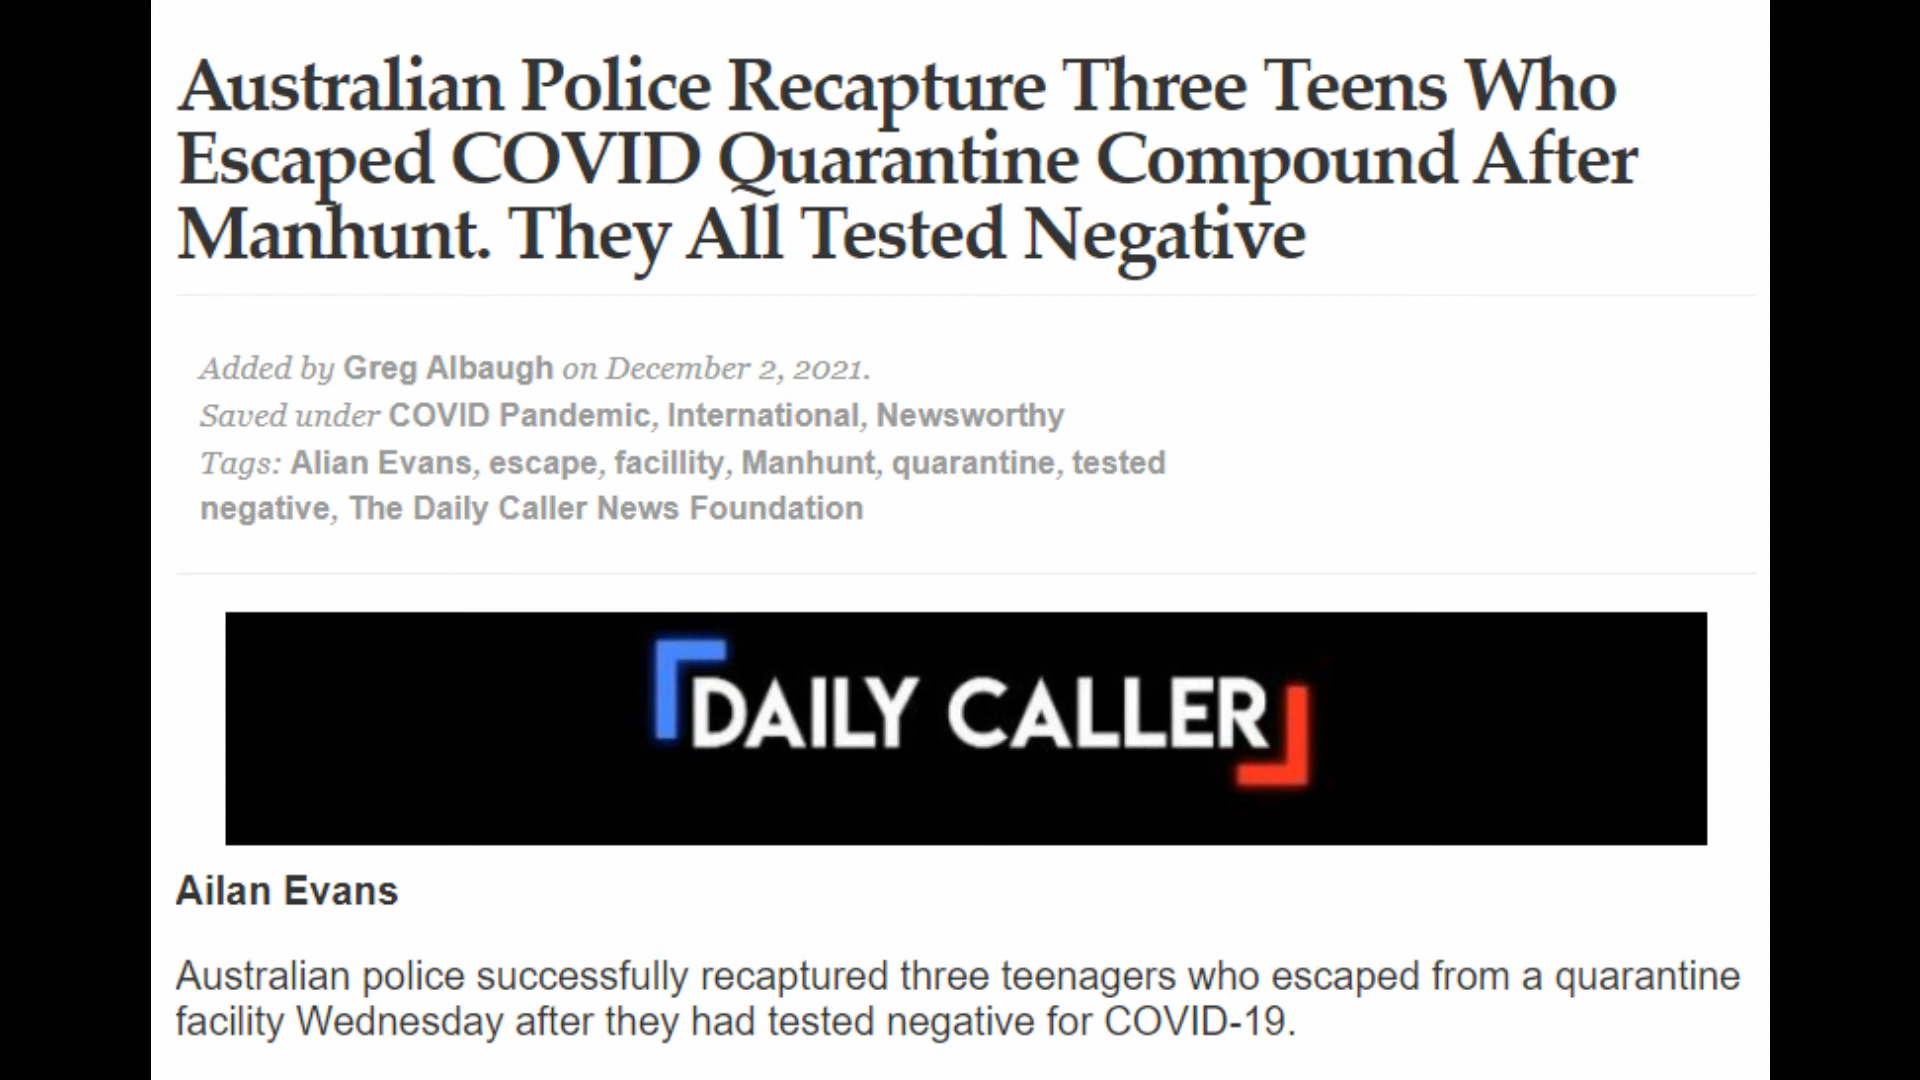 Australian Police Recapture Three Teens Who
Escaped COVID Quarantine Compound After
Manhunt. They All Tested Negative
Added by Greg Albaugh on December 2, 2021.
Saved under COVID Pandemic, International, Newsworthy
Tags: Alian Evans, escape, facillity, Manhunt, quarantine, tested
negative, The Daily Caller News Foundation
DAILY CALLER
Ailan Evans
Australian police successfully recaptured three teenagers who escaped from a quarantine
facility Wednesday after they had tested negative for COVID-19.